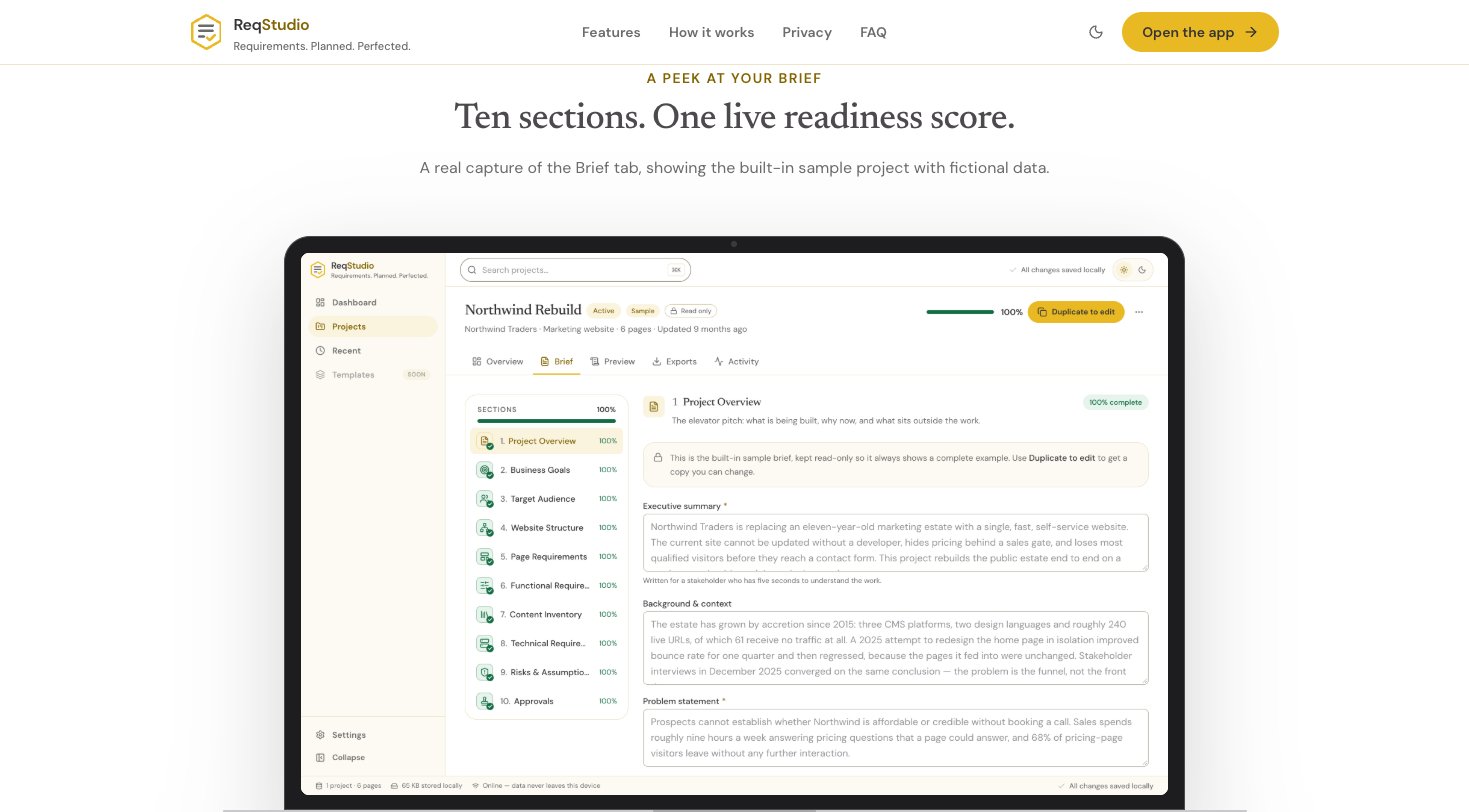 ReqStudio
Requirements. Planned. Perfected.
Features
How it works
Privacy
FAQ
Open the app
A PEEK AT YOUR BRIEF
Ten sections. One live readiness score.
A real capture of the Brief tab, showing the built-in sample project with fictional data.
ReqStudio
Requirements. Planned. Perfected.
Search projects…
⌘K
All changes saved locally
Dashboard
Projects
Recent
Templates
SOON
Northwind Rebuild
Active
Sample
Read only
Northwind Traders · Marketing website · 6 pages · Updated 9 months ago
100%
Duplicate to edit
Overview
Brief
Preview
Exports
Activity
SECTIONS
100%
1. Project Overview 100%
2. Business Goals 100%
3. Target Audience 100%
4. Website Structure 100%
5. Page Requirements 100%
6. Functional Require… 100%
7. Content Inventory 100%
8. Technical Require… 100%
9. Risks & Assumptio… 100%
10. Approvals 100%
1 Project Overview
100% complete
The elevator pitch: what is being built, why now, and what sits outside the work.
This is the built-in sample brief, kept read-only so it always shows a complete example. Use Duplicate to edit to get a
copy you can change.
Executive summary *
Northwind Traders is replacing an eleven-year-old marketing estate with a single, fast, self-service website.
The current site cannot be updated without a developer, hides pricing behind a sales gate, and loses most
qualified visitors before they reach a contact form. This project rebuilds the public estate end to end on a
Written for a stakeholder who has five seconds to understand the work.
Background & context
The estate has grown by accretion since 2015: three CMS platforms, two design languages and roughly 240
live URLs, of which 61 receive no traffic at all. A 2025 attempt to redesign the home page in isolation improved
bounce rate for one quarter and then regressed, because the pages it fed into were unchanged. Stakeholder
interviews in December 2025 converged on the same conclusion — the problem is the funnel, not the front
Problem statement *
Prospects cannot establish whether Northwind is affordable or credible without booking a call. Sales spends
roughly nine hours a week answering pricing questions that a page could answer, and 68% of pricing-page
visitors leave without any further interaction.
Settings
Collapse
1 project · 6 pages
65 KB stored locally
Online — data never leaves this device
All changes saved locally